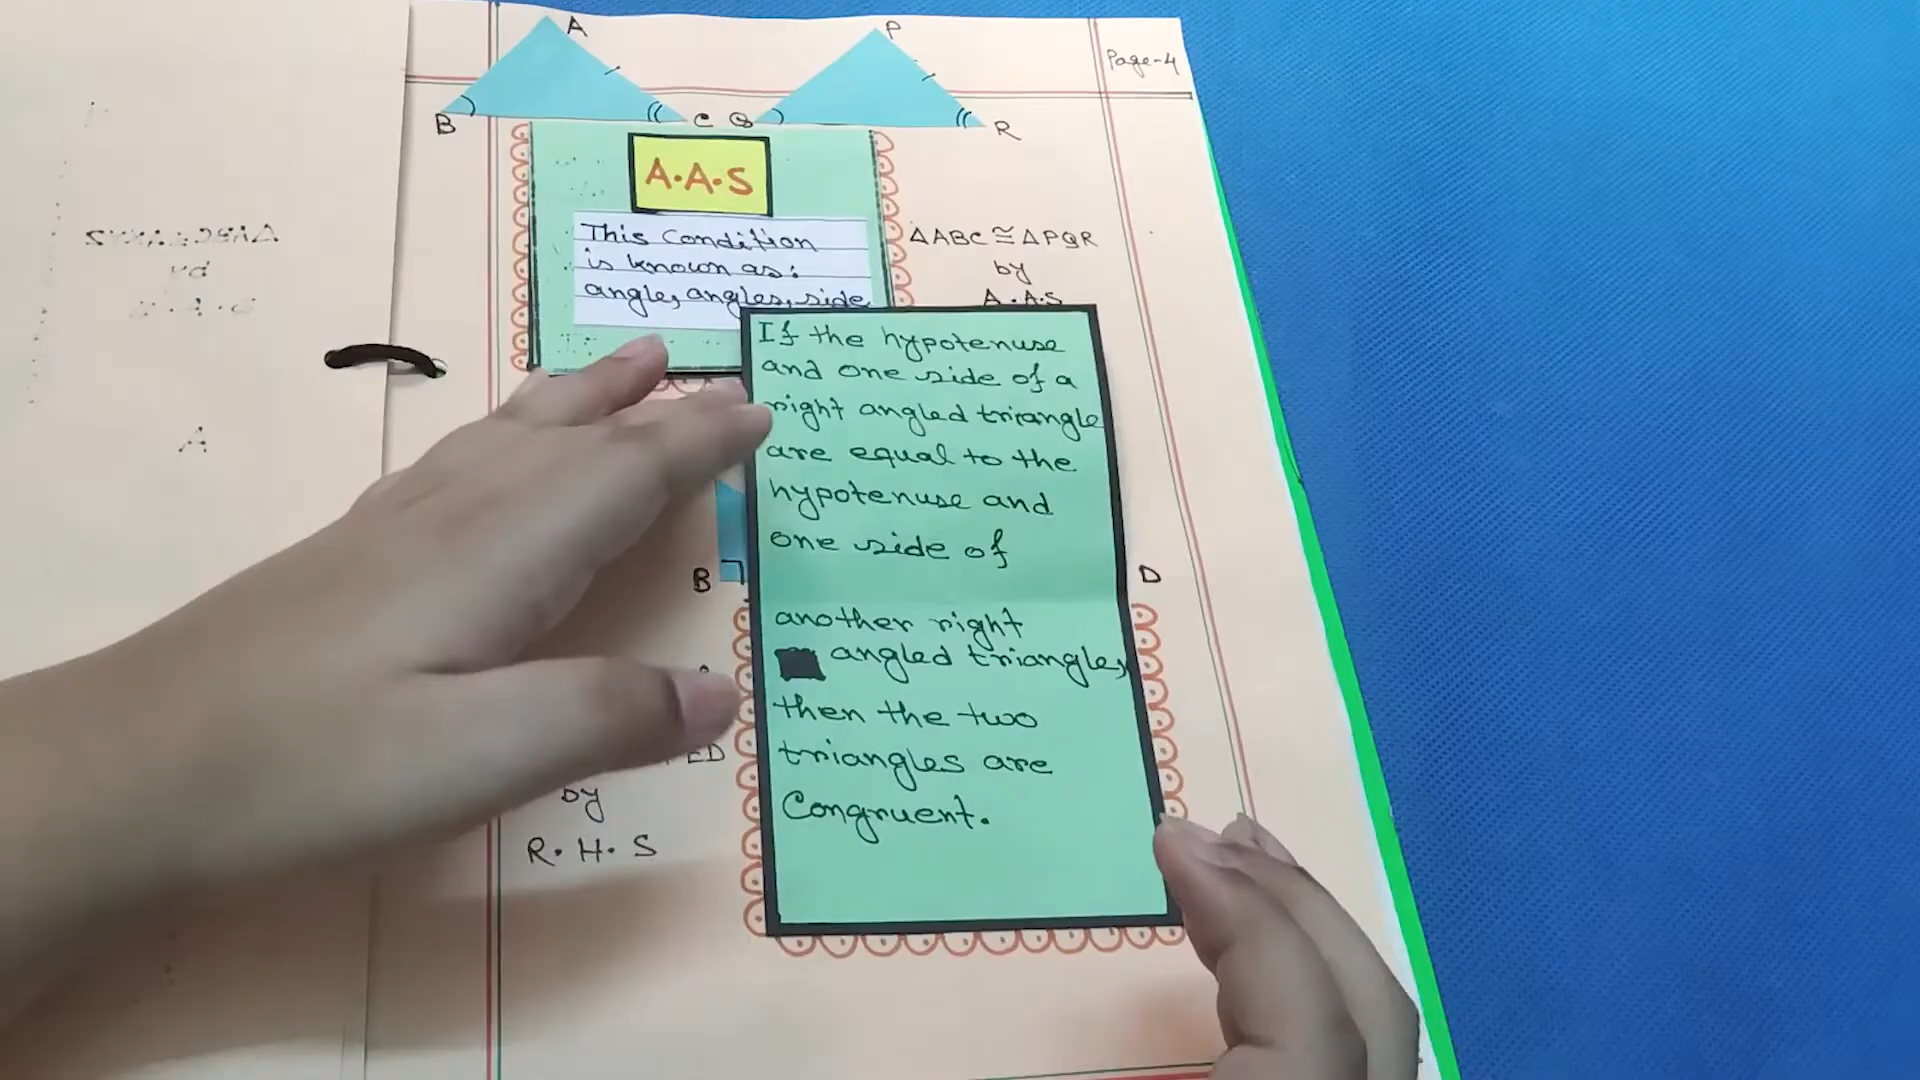 A
P
Page-4
B
C
Q
R
A.A.S
This Condition
is known as:
angle, angles, side
ΔABC ≅ ΔPQR
by
A.A.S
If the hypotenuse
and one side of a
right angled triangle
are equal to the
hypotenuse and
one side of
another right
angled triangles,
then the two
triangles are
Congruent.
B
D
ED
by
R.H.S